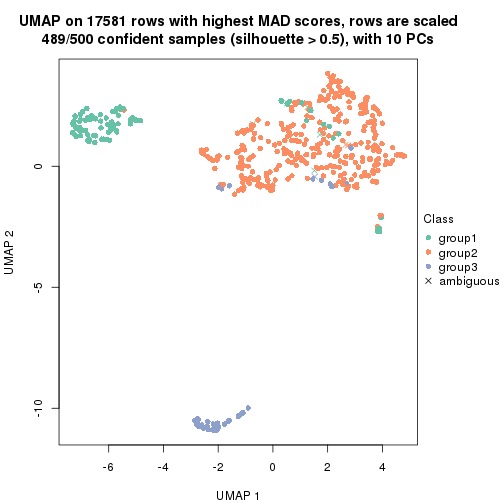 UMAP on 17581 rows with highest MAD scores, rows are scaled
489/500 confident samples (silhouette > 0.5), with 10 PCs
UMAP 2
0
-5
-10
Class
group1
group2
group3
ambiguous
-6
-4
-2
0
2
4
UMAP 1